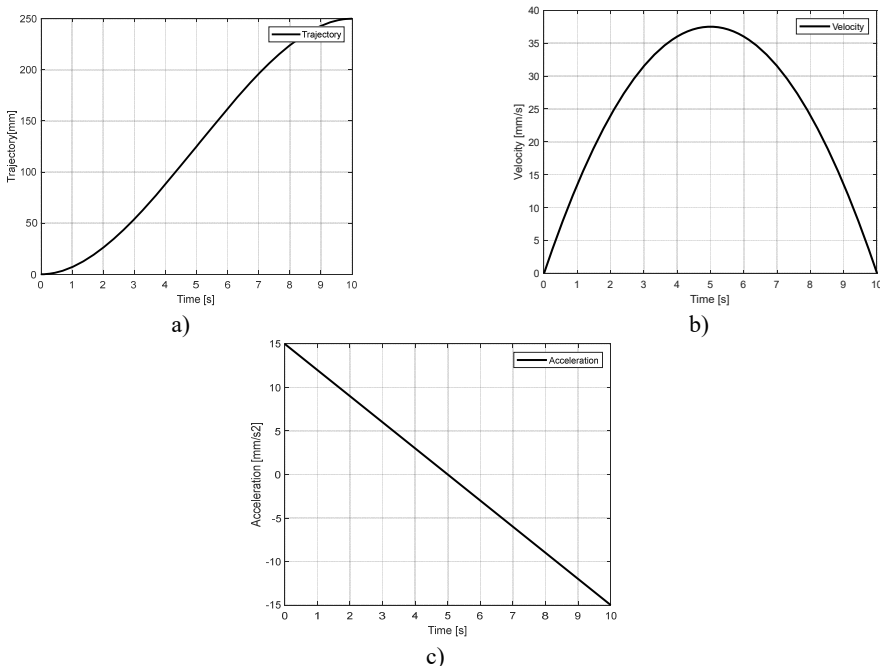 250
200
150
100
50
0
Trajectory[mm]
Trajectory
0 1 2 3 4 5 6 7 8 9 10
Time [s]
a)
40
35
30
25
20
15
10
5
0
Velocity [mm/s]
Velocity
0 1 2 3 4 5 6 7 8 9 10
Time [s]
b)
15
10
5
0
-5
-10
-15
Acceleration [mm/s2]
Acceleration
0 1 2 3 4 5 6 7 8 9 10
Time [s]
c)